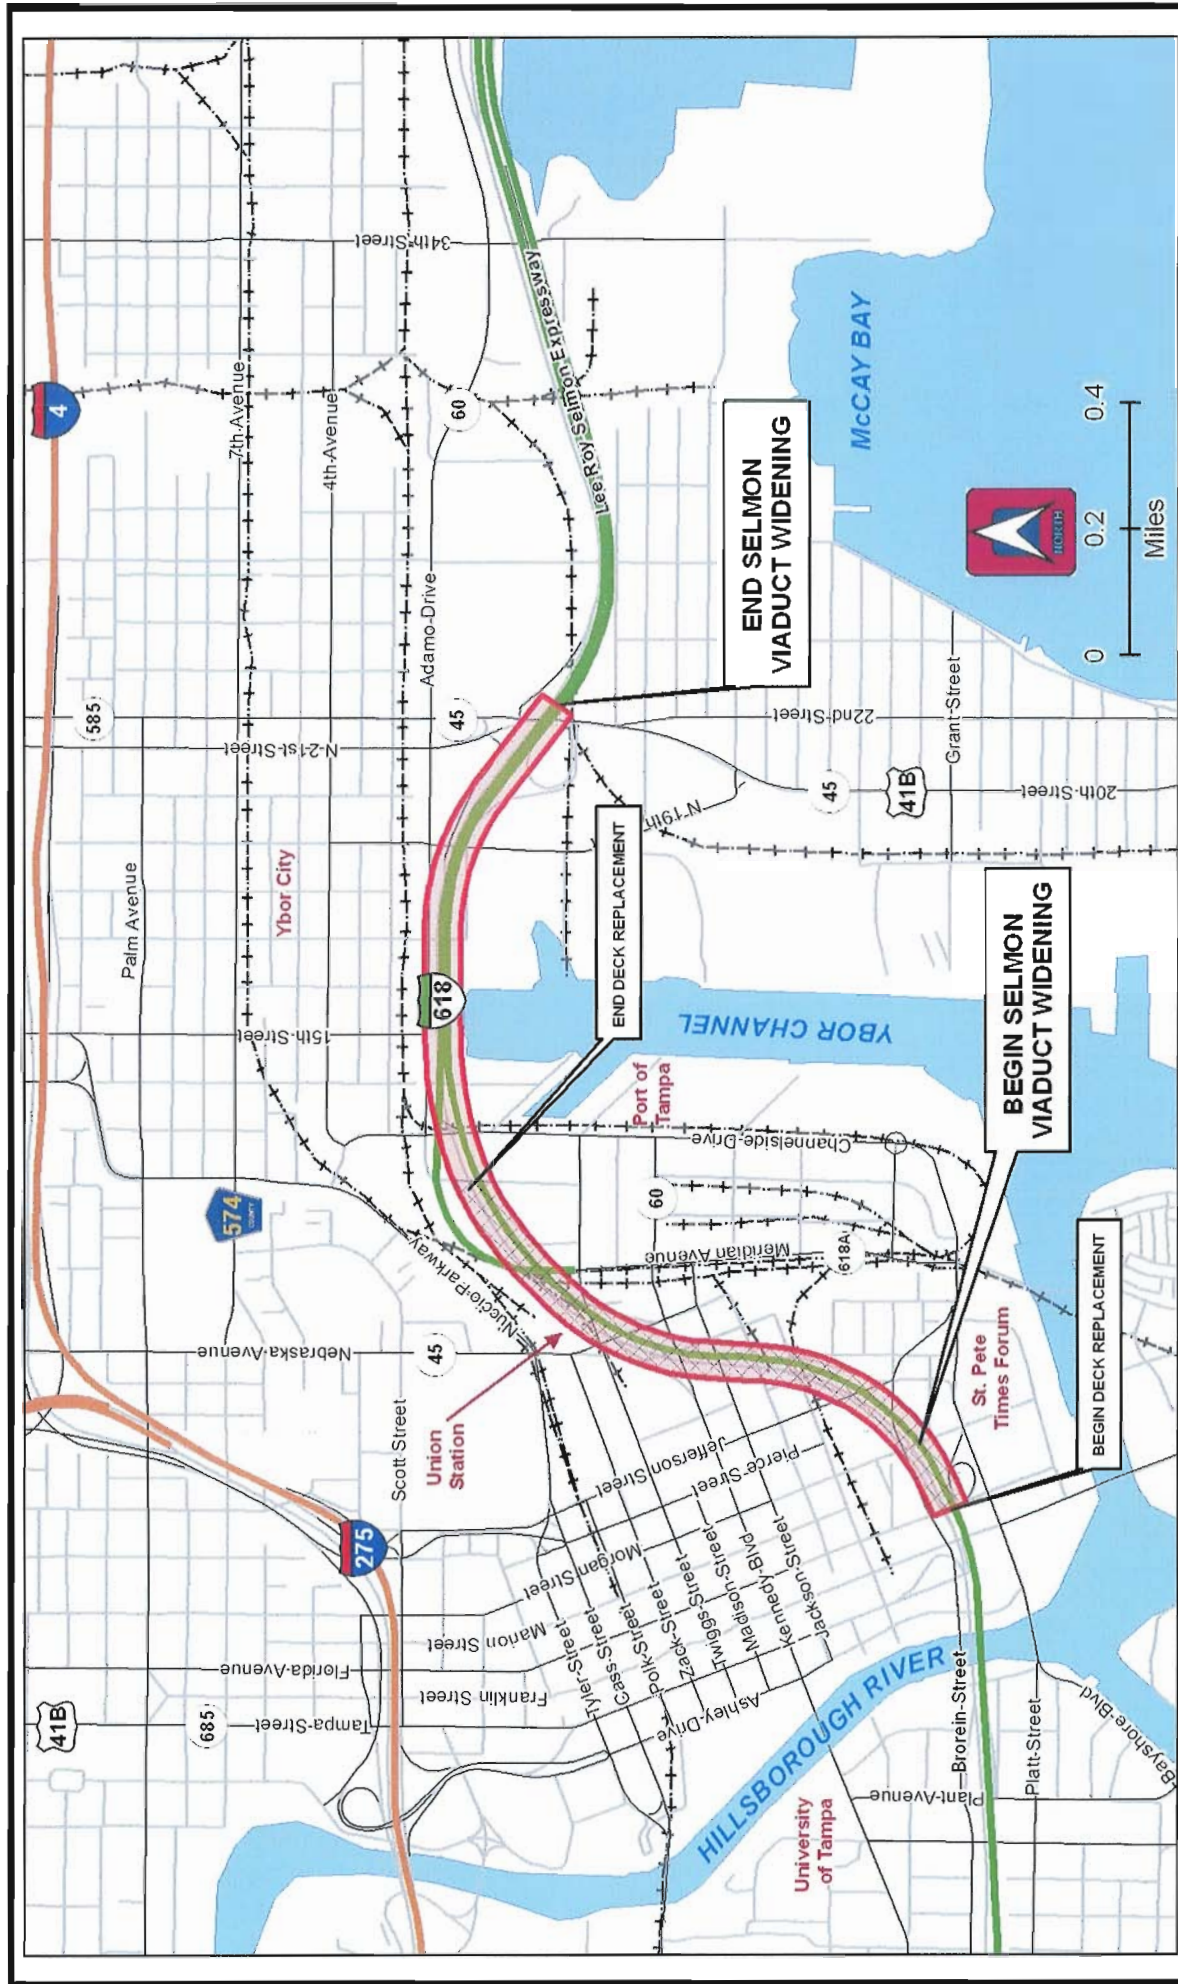 4
7th Avenue
4th Avenue
34th Street
60
Lee Roy Selmon Expressway
McCAY BAY
0
0.2
0.4
Miles
NORTH
END SELMON
VIADUCT WIDENING
Adamo Drive
585
N 21st Street
45
22nd Street
Grant Street
45
41B
20th Street
N 19th
Palm Avenue
Ybor City
15th Street
618
END DECK REPLACEMENT
YBOR CHANNEL
BEGIN SELMON
VIADUCT WIDENING
Port of
Tampa
Channelside Drive
60
574
COUNTY
Nuccio Parkway
Meridian Avenue
618A
BEGIN DECK REPLACEMENT
Nebraska Avenue
45
Union
Station
St. Pete
Times Forum
Scott Street
275
Jefferson Street
Pierce Street
Morgan Street
Marion Street
Florida Avenue
Franklin Street
Tampa Street
41B
685
Tyler Street
Cass Street
Polk Street
Zack Street
Twiggs Street
Madison Street
Kennedy Blvd
Jackson Street
Ashley Drive
HILLSBOROUGH RIVER
University
of Tampa
Brorein Street
Platt Street
Plant Avenue
Bayshore Blvd